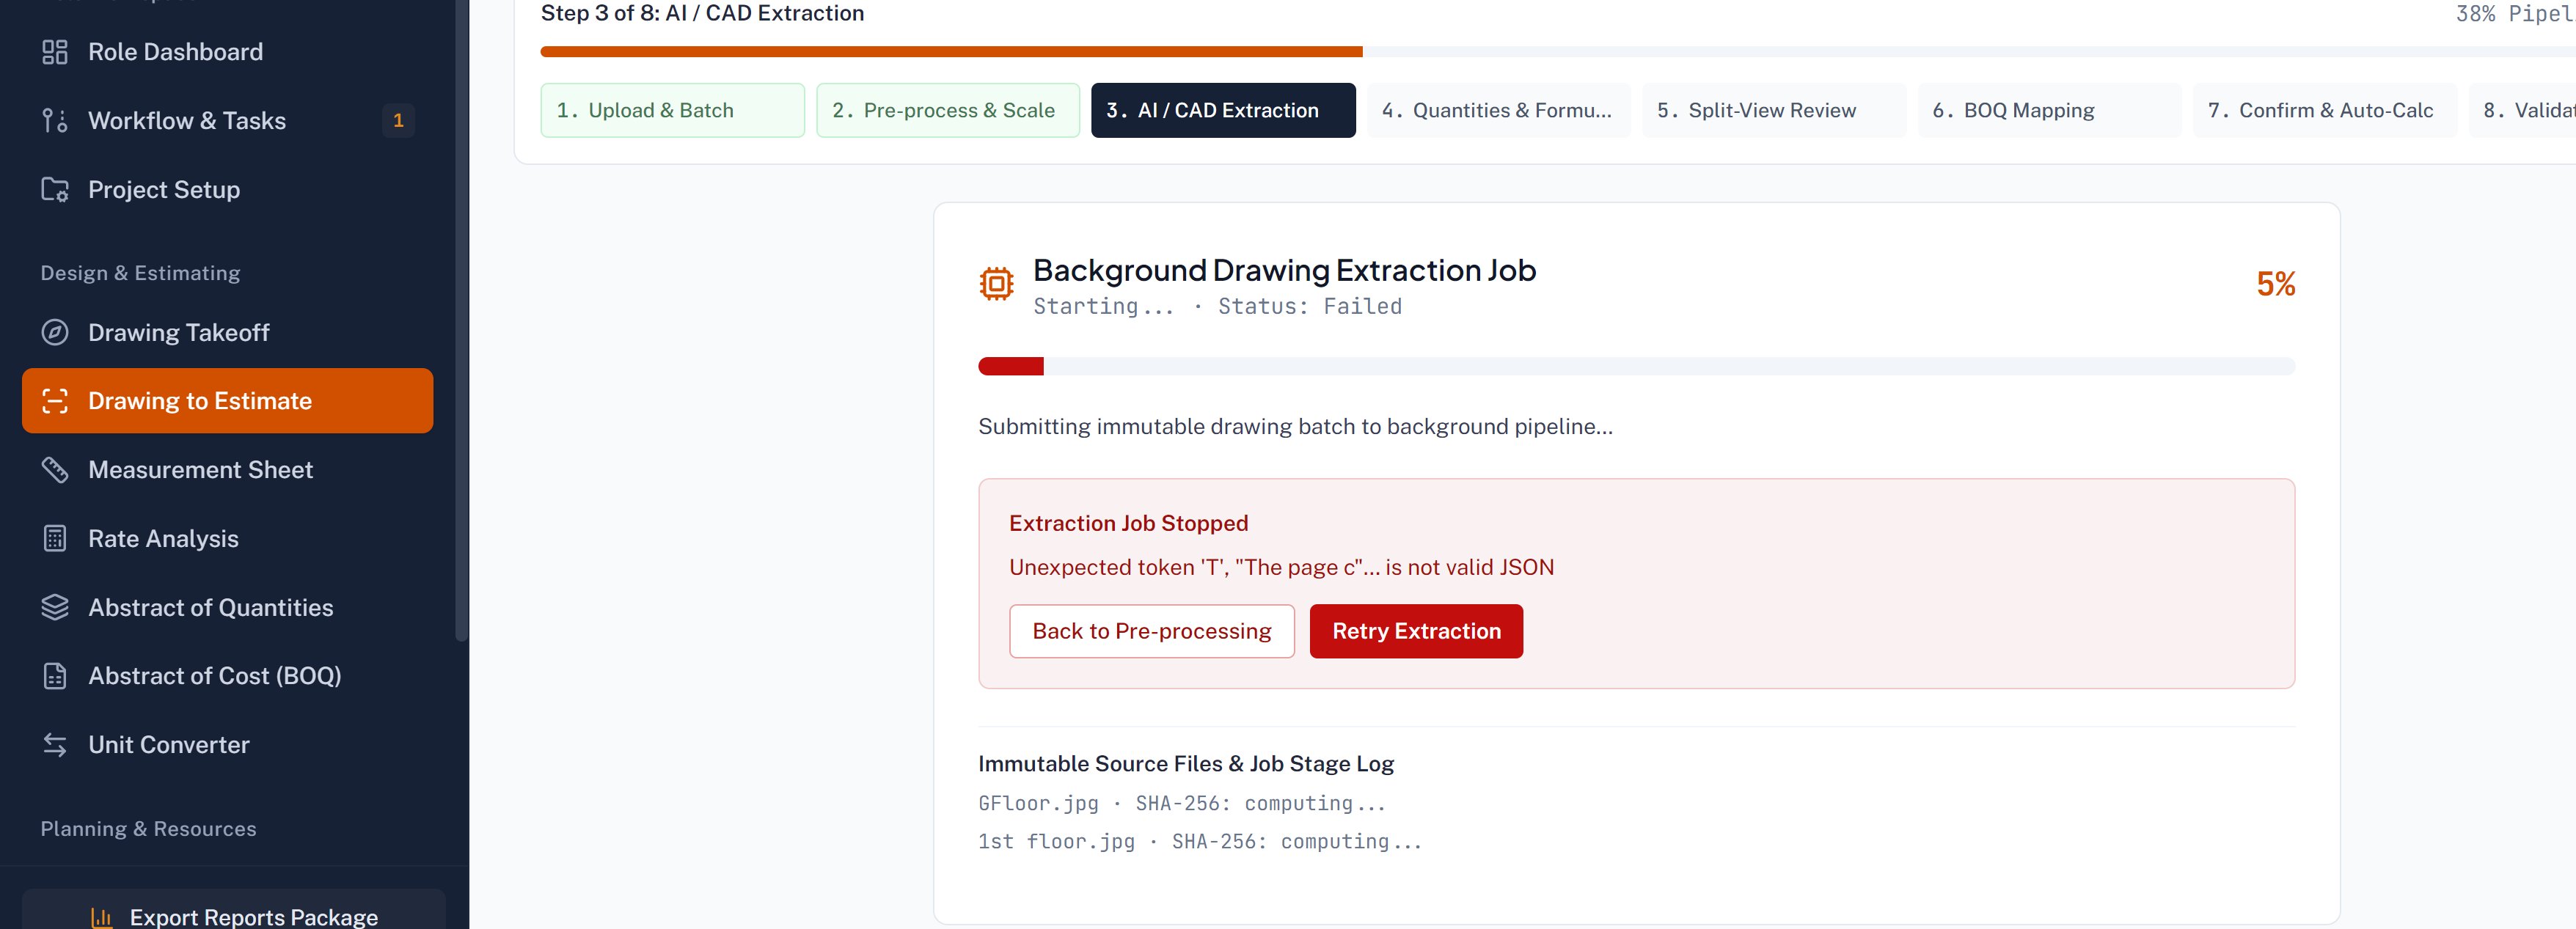 Step 3 of 8: AI / CAD Extraction
38% Pipel
Role Dashboard
Workflow & Tasks 1
Project Setup
Design & Estimating
Drawing Takeoff
Drawing to Estimate
Measurement Sheet
Rate Analysis
Abstract of Quantities
Abstract of Cost (BOQ)
Unit Converter
Planning & Resources
Export Reports Package
1. Upload & Batch
2. Pre-process & Scale
3. AI / CAD Extraction
4. Quantities & Formu...
5. Split-View Review
6. BOQ Mapping
7. Confirm & Auto-Calc
8. Validat
Background Drawing Extraction Job
Starting... · Status: Failed
5%
Submitting immutable drawing batch to background pipeline...
Extraction Job Stopped
Unexpected token 'T', "The page c"... is not valid JSON
Back to Pre-processing
Retry Extraction
Immutable Source Files & Job Stage Log
GFloor.jpg · SHA-256: computing...
1st floor.jpg · SHA-256: computing...